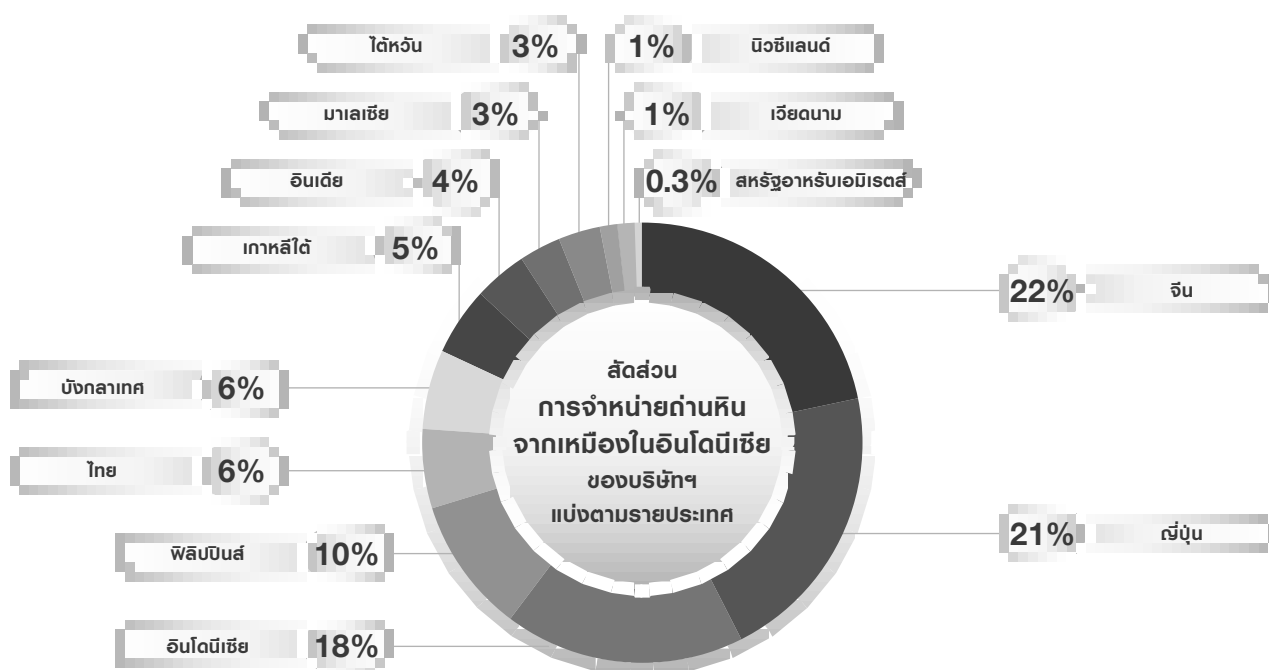 ไต้หวัน 3%
1% นิวซีแลนด์
มาเลเซีย 3%
1% เวียดนาม
อินเดีย 4%
0.3% สหรัฐอาหรับเอมิเรตส์
เกาหลีใต้ 5%
22% จีน
บังกลาเทศ 6%
ไทย 6%
21% ญี่ปุ่น
ฟิลิปปินส์ 10%
อินโดนีเซีย 18%
สัดส่วน
การจำหน่ายถ่านหิน
จากเหมืองในอินโดนีเซีย
ของบริษัทฯ
แบ่งตามรายประเทศ